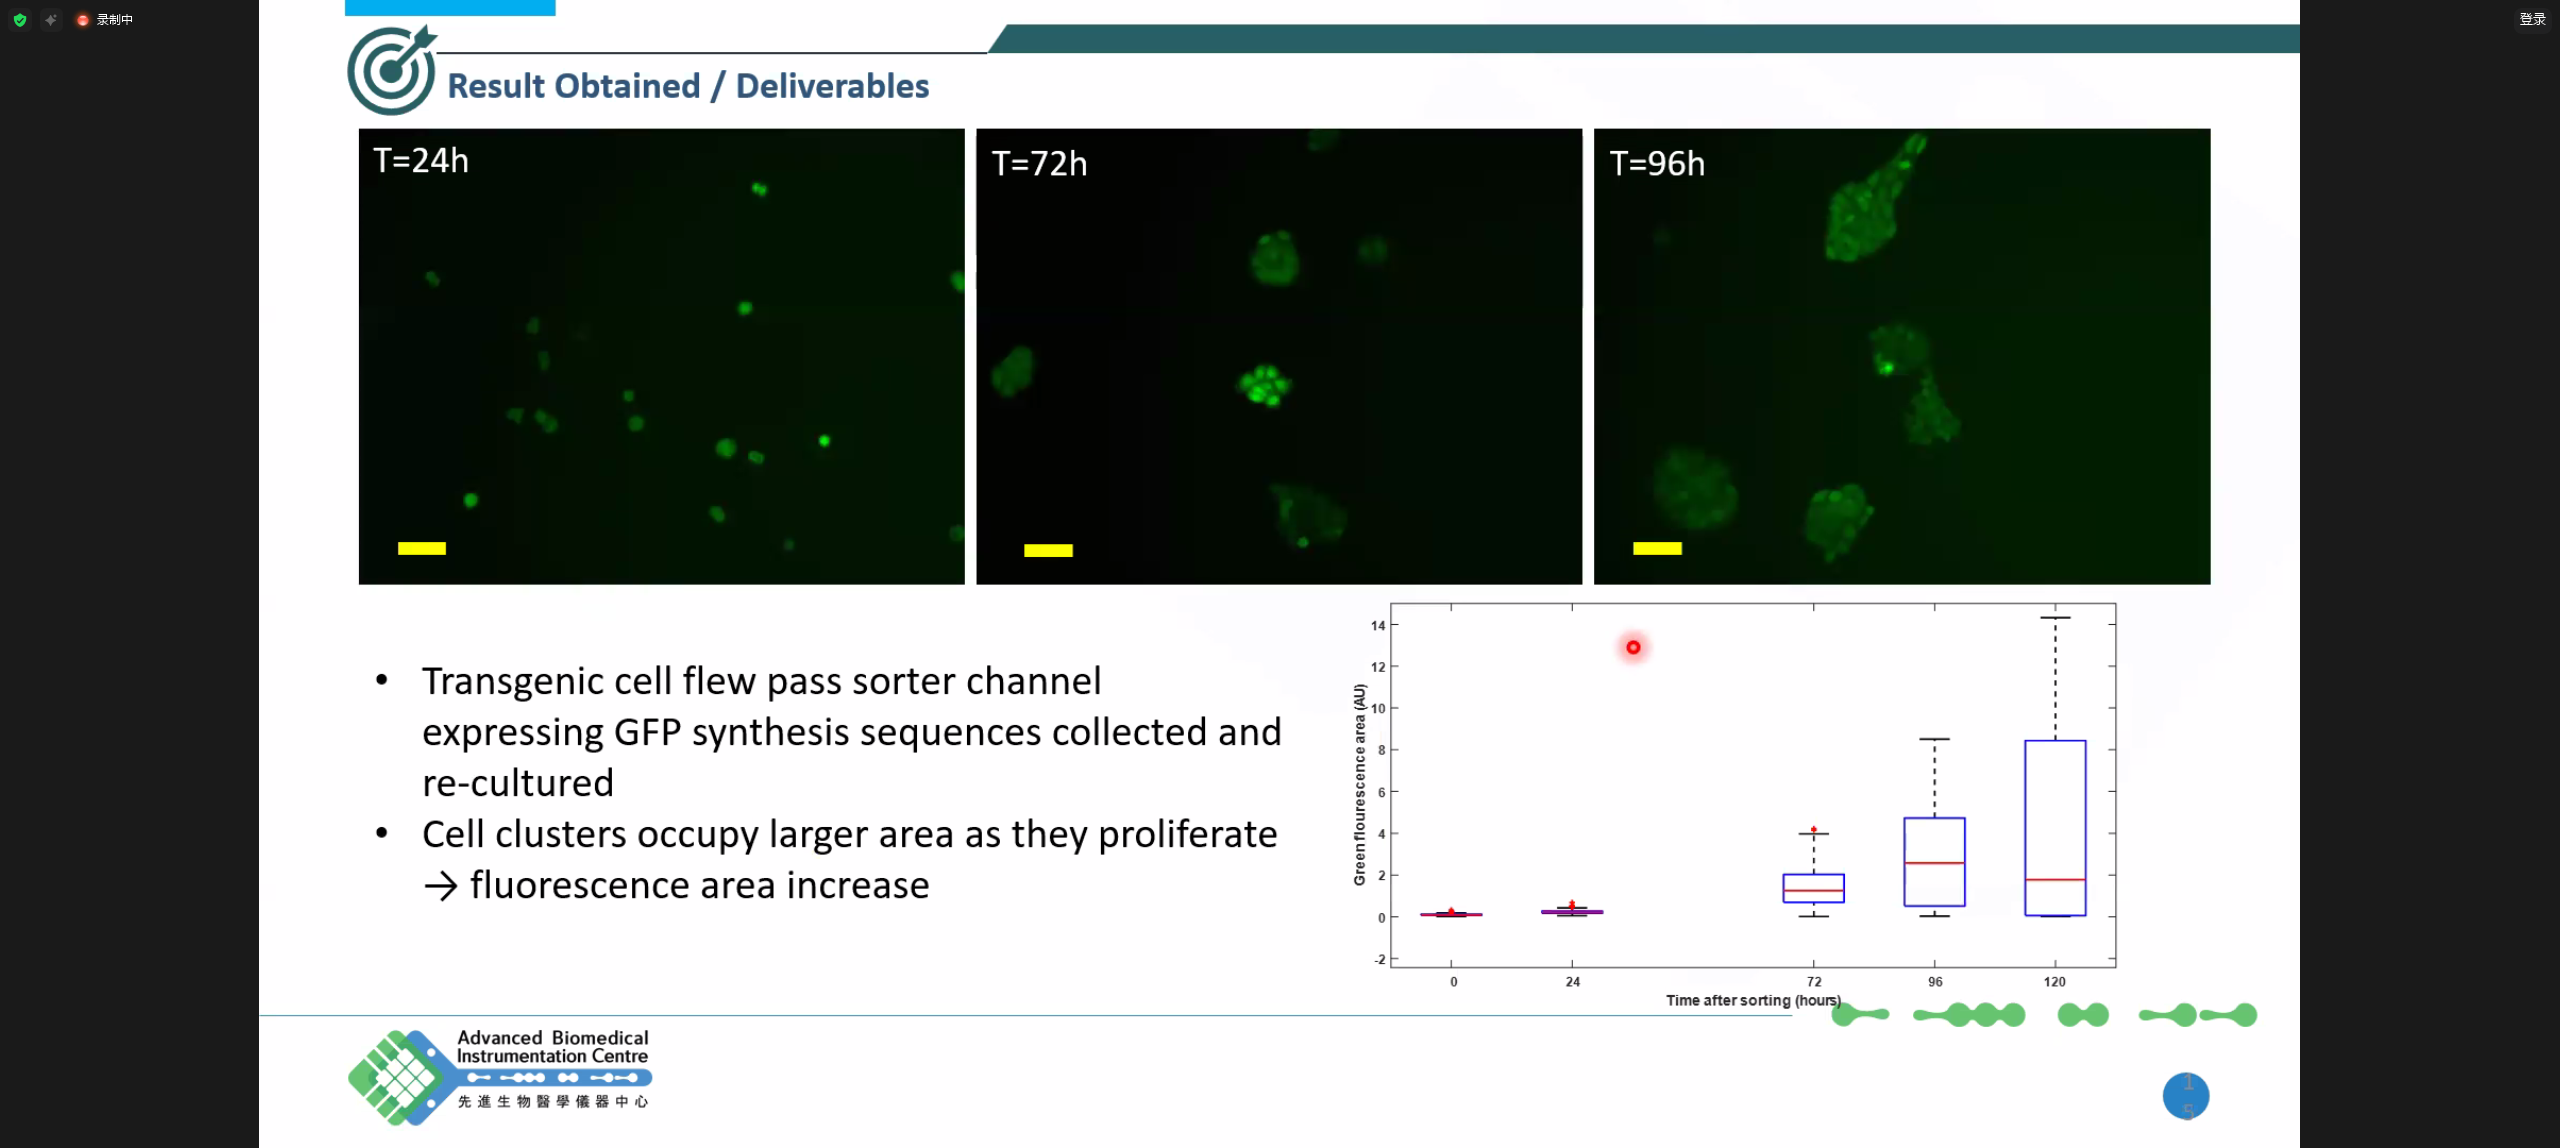 录制中
登录
Result Obtained / Deliverables
T=24h
T=72h
T=96h
• Transgenic cell flew pass sorter channel
expressing GFP synthesis sequences collected and
re-cultured
• Cell clusters occupy larger area as they proliferate
→ fluorescence area increase
Green flourescence area (AU)
14
12
10
8
6
4
2
0
-2
0 24 72 96 120
Time after sorting (hours)
Advanced Biomedical
Instrumentation Centre
先進生物醫學儀器中心
1
5